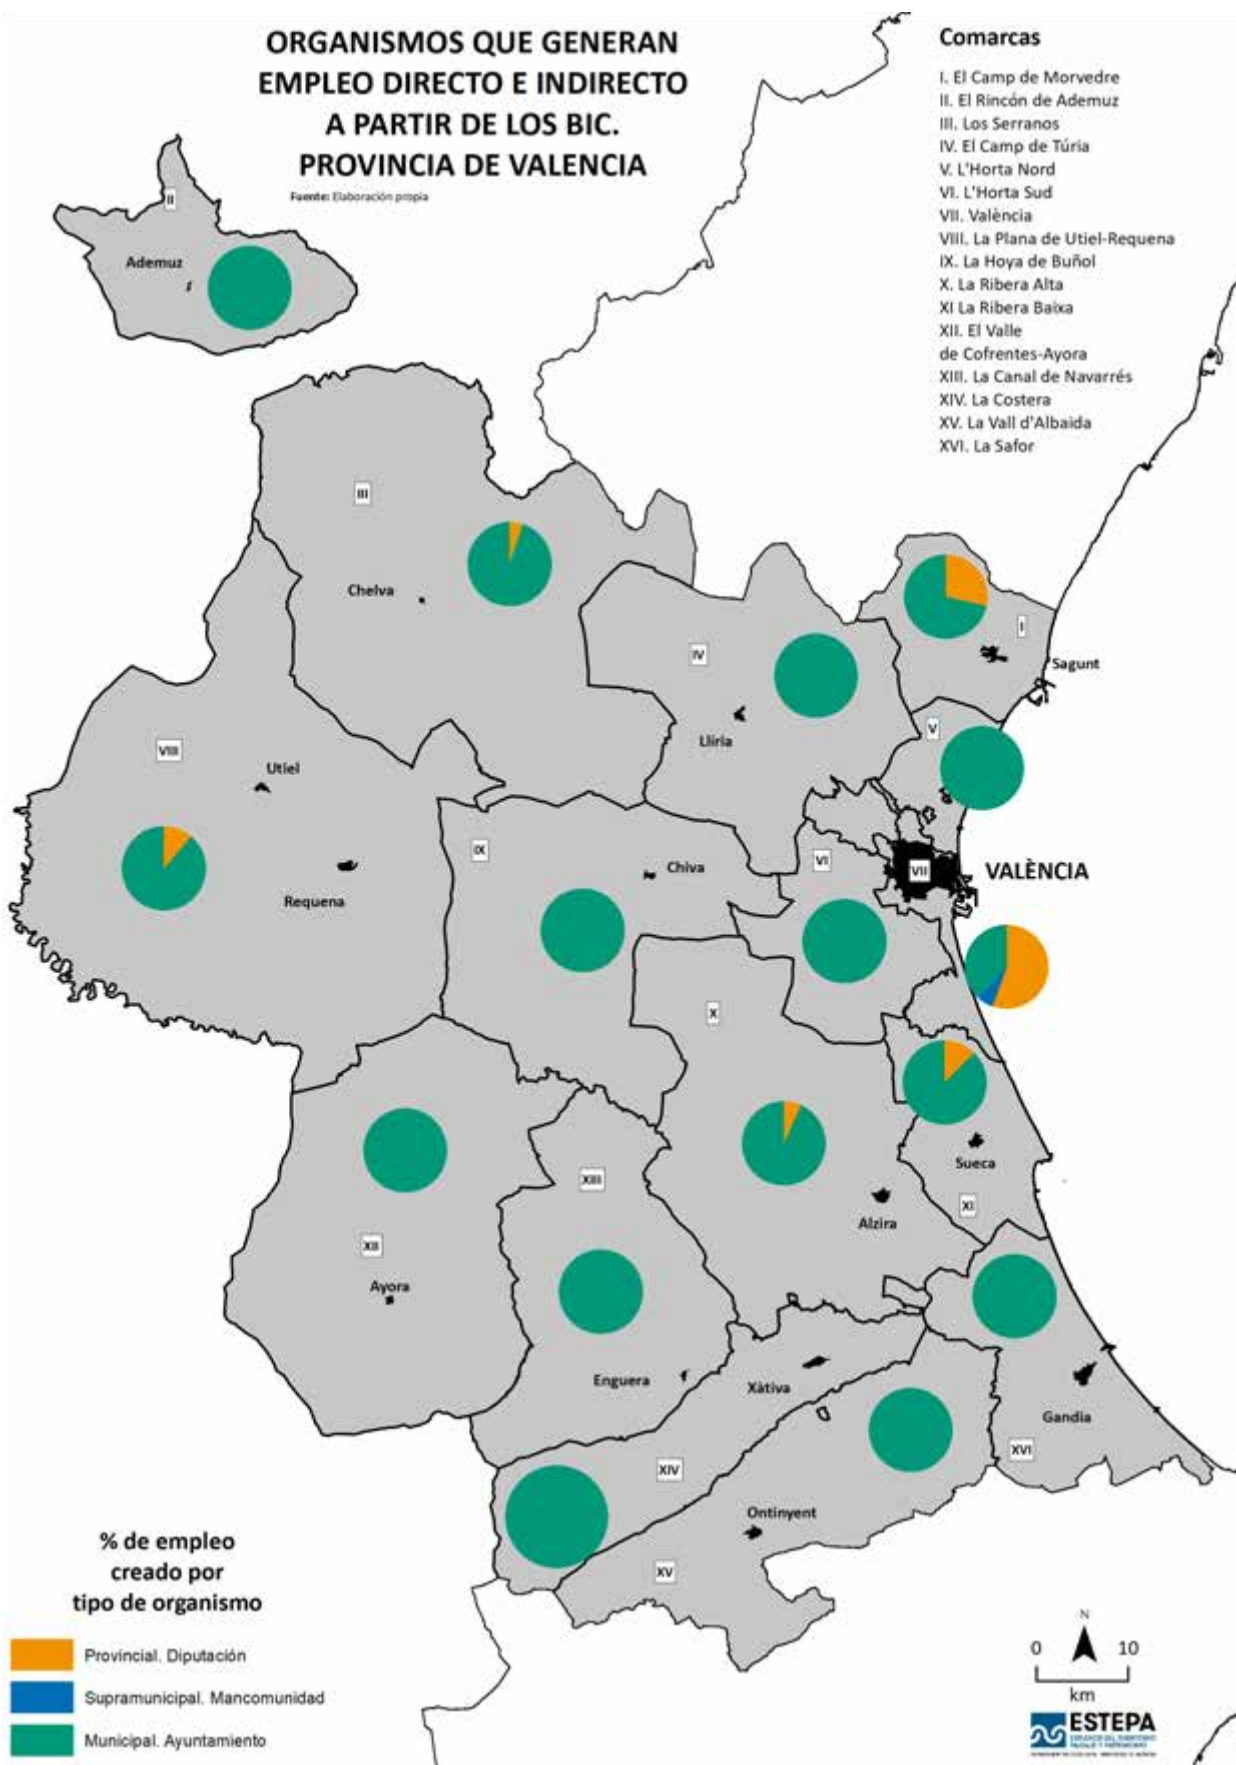 ORGANISMOS QUE GENERAN
EMPLEO DIRECTO E INDIRECTO
A PARTIR DE LOS BIC.
PROVINCIA DE VALENCIA
Fuente: Elaboración propia
Comarcas
I. El Camp de Morvedre
II. El Rincón de Ademuz
III. Los Serranos
IV. El Camp de Túria
V. L'Horta Nord
VI. L'Horta Sud
VII. València
VIII. La Plana de Utiel-Requena
IX. La Hoya de Buñol
X. La Ribera Alta
XI La Ribera Baixa
XII. El Valle
de Cofrentes-Ayora
XIII. La Canal de Navarrés
XIV. La Costera
XV. La Vall d'Albaida
XVI. La Safor
II
Ademuz
III
Chelva
I
Sagunt
IV
Llíria
V
VIII
Utiel
Requena
IX
Chiva
VI
VII
VALÈNCIA
X
Sueca
XI
Alzira
XIII
XII
Ayora
Enguera
Xàtiva
Gandia
XVI
XIV
Ontinyent
XV
% de empleo
creado por
tipo de organismo
Provincial. Diputación
Supramunicipal. Mancomunidad
Municipal. Ayuntamiento
N
0 10
km
ESTEPA
ESTUDIOS DEL TERRITORIO
PAISAJE Y PATRIMONIO